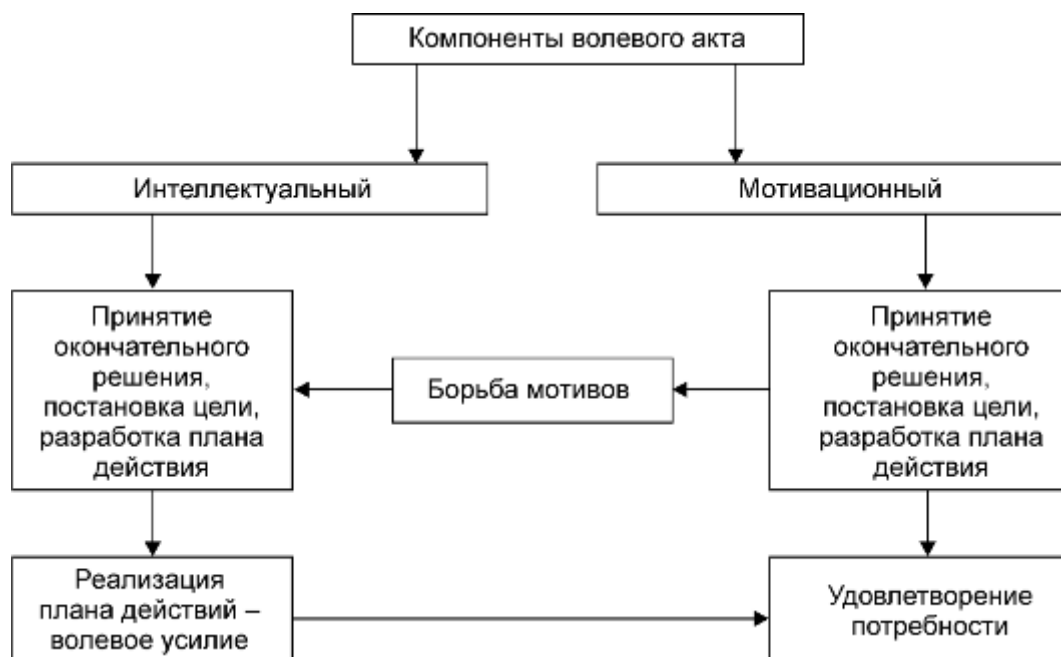 Компоненты волевого акта
Интеллектуальный
Мотивационный
Принятие
окончательного
решения,
постановка цели,
разработка плана
действия
Борьба мотивов
Принятие
окончательного
решения,
постановка цели,
разработка плана
действия
Реализация
плана действий –
волевое усилие
Удовлетворение
потребности